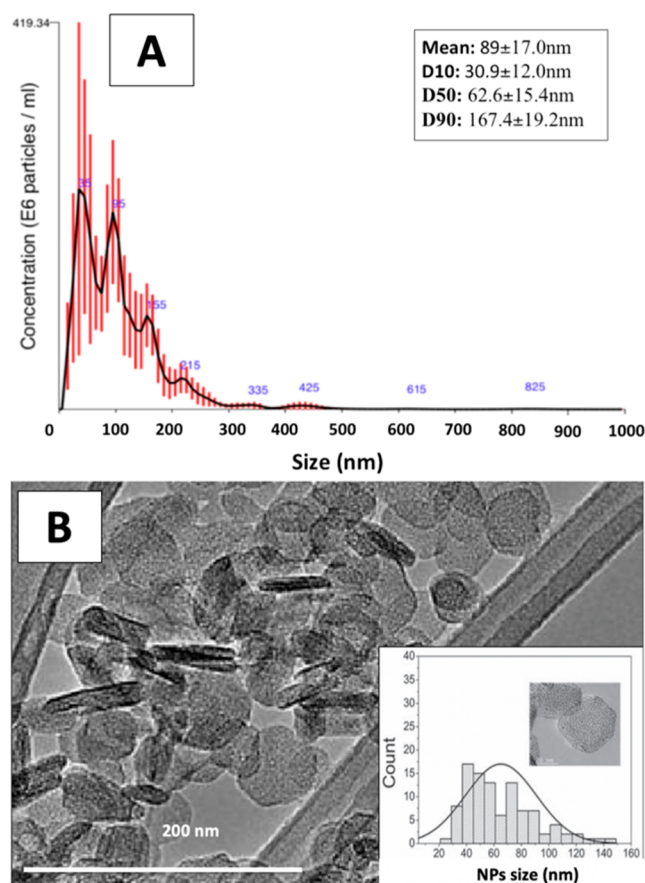 419.34
A
Mean: 89±17.0nm
D10: 30.9±12.0nm
D50: 62.6±15.4nm
D90: 167.4±19.2nm
Concentration (E6 particles / ml)
35
95
155
215
335
425
615
825
0 100 200 300 400 500 600 700 800 900 1000
Size (nm)
B
200 nm
Count
40
35
30
25
20
15
10
5
0
20 40 60 80 100 120 140 160
NPs size (nm)